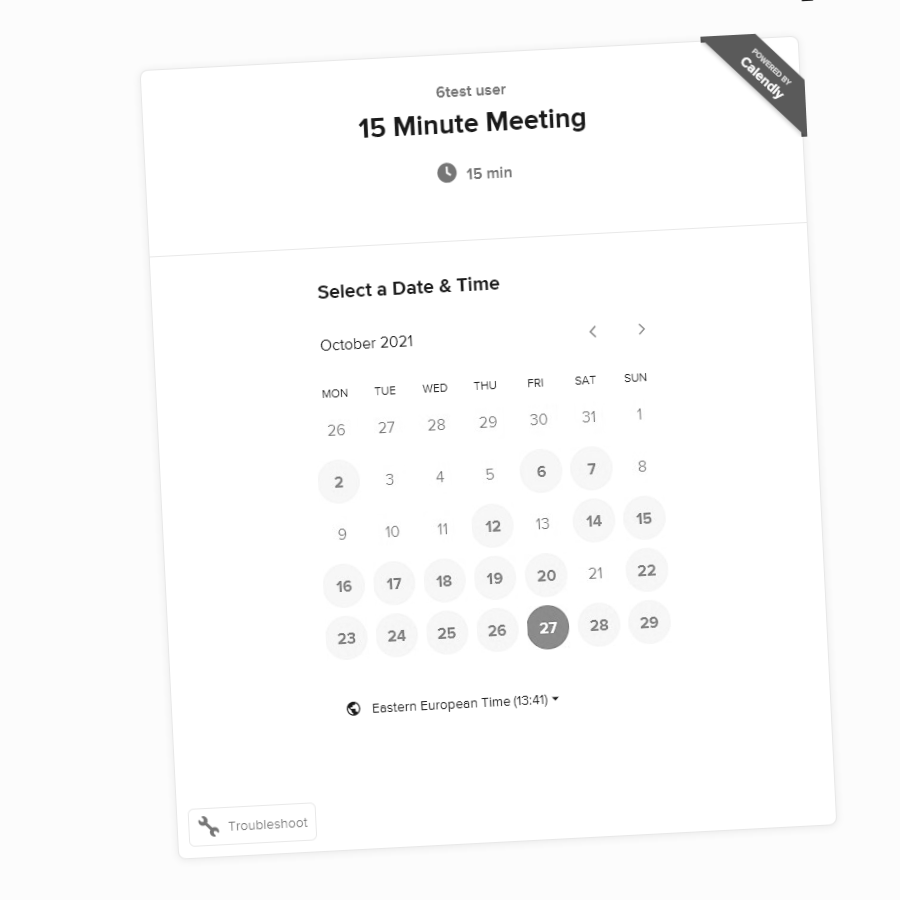 POWERED BY
Calendly
6test user
15 Minute Meeting
15 min
Select a Date & Time
October 2021
MON TUE WED THU FRI SAT SUN
26 27 28 29 30 31 1
2 3 4 5 6 7 8
9 10 11 12 13 14 15
16 17 18 19 20 21 22
23 24 25 26 27 28 29
Eastern European Time (13:41)
Troubleshoot